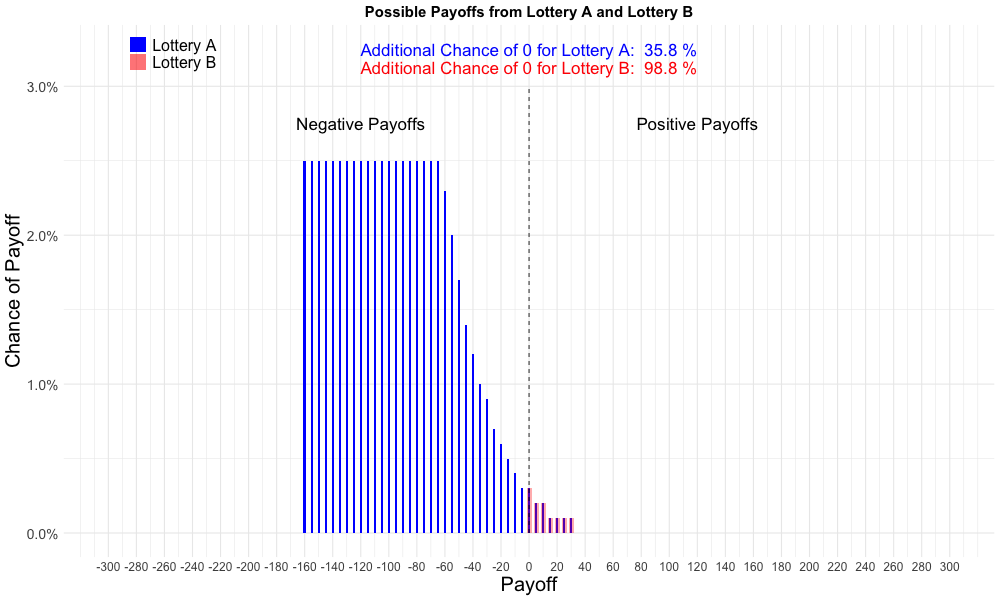 Possible Payoffs from Lottery A and Lottery B
Lottery A
Lottery B
Additional Chance of 0 for Lottery A: 35.8 %
Additional Chance of 0 for Lottery B: 98.8 %
Negative Payoffs
Positive Payoffs
Chance of Payoff
3.0%
2.0%
1.0%
0.0%
-300 -280 -260 -240 -220 -200 -180 -160 -140 -120 -100 -80 -60 -40 -20 0 20 40 60 80 100 120 140 160 180 200 220 240 260 280 300
Payoff